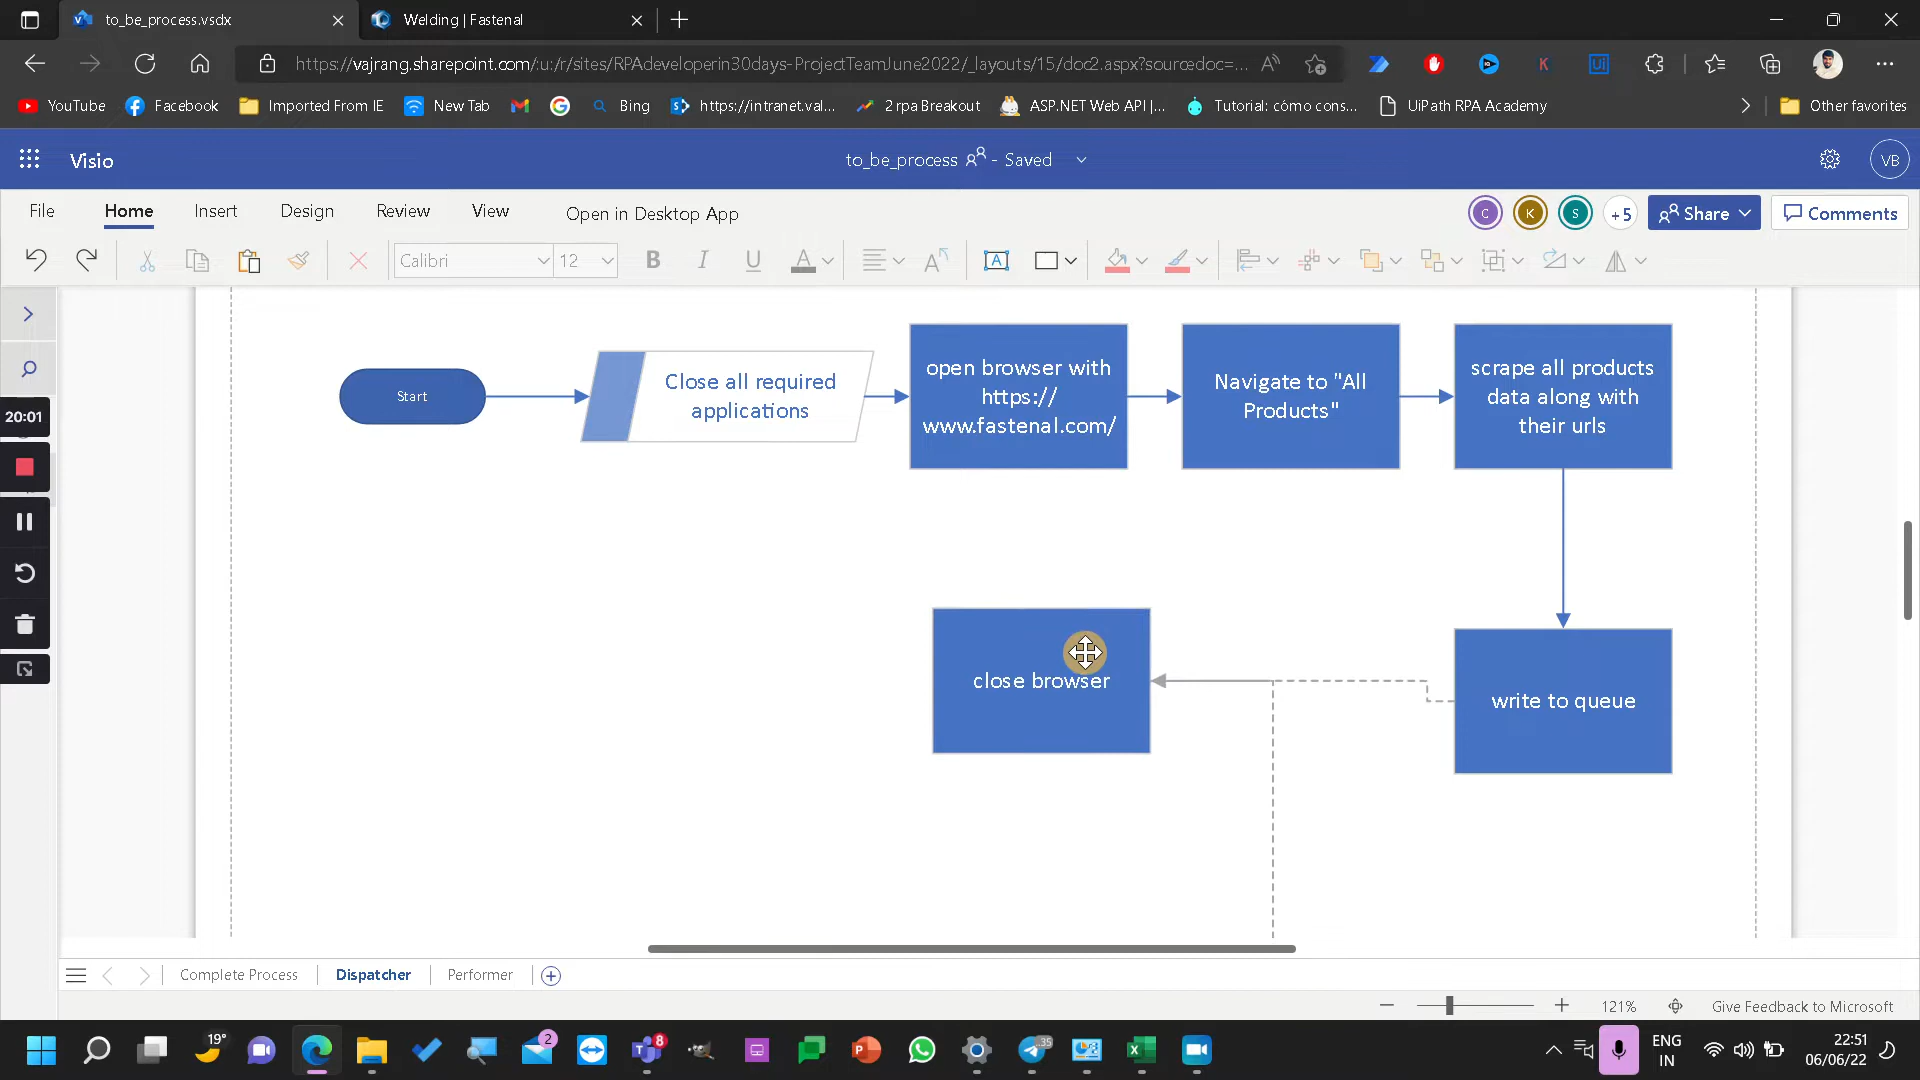 to_be_process.vsdx
Welding | Fastenal
https://vajrang.sharepoint.com/:u:/r/sites/RPAdeveloperin30days-ProjectTeamJune2022/_layouts/15/doc2.aspx?sourcedoc=...
YouTube
Facebook
Imported From IE
New Tab
Bing
https://intranet.val...
2 rpa Breakout
ASP.NET Web API |...
Tutorial: cómo cons...
UiPath RPA Academy
Other favorites
Visio
to_be_process - Saved
VB
File
Home
Insert
Design
Review
View
Open in Desktop App
C
K
S
+5
Share
Comments
Calibri
12
B
I
U
Start
Close all required
applications
open browser with
https://
www.fastenal.com/
Navigate to "All
Products"
scrape all products
data along with
their urls
20:01
close browser
write to queue
Complete Process
Dispatcher
Performer
121%
Give Feedback to Microsoft
19°
2
8
35
ENG
IN
22:51
06/06/22